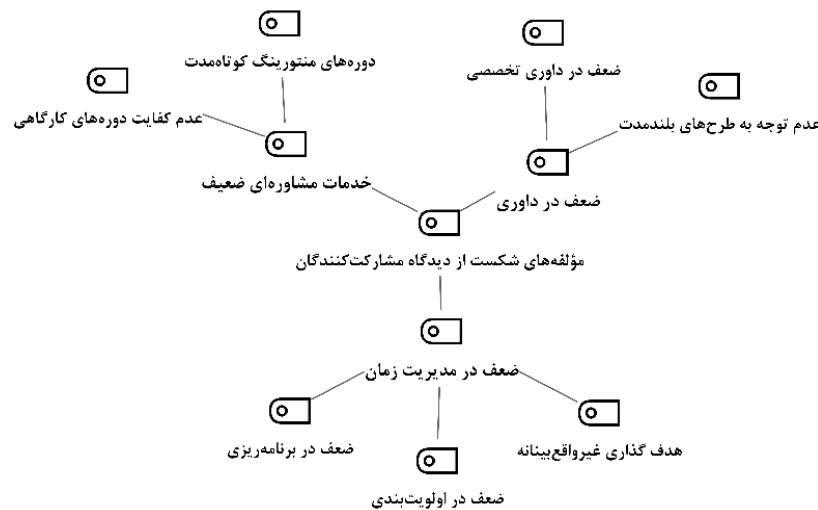 دوره‌های منتورینگ کوتاه‌مدت
ضعف در داوری تخصصی
عدم کفایت دوره‌های کارگاهی
عدم توجه به طرح‌های بلندمدت
خدمات مشاوره‌ای ضعیف
ضعف در داوری
مؤلفه‌های شکست از دیدگاه مشارکت‌کنندگان
ضعف در مدیریت زمان
هدف گذاری غیرواقع‌بینانه
ضعف در برنامه‌ریزی
ضعف در اولویت‌بندی